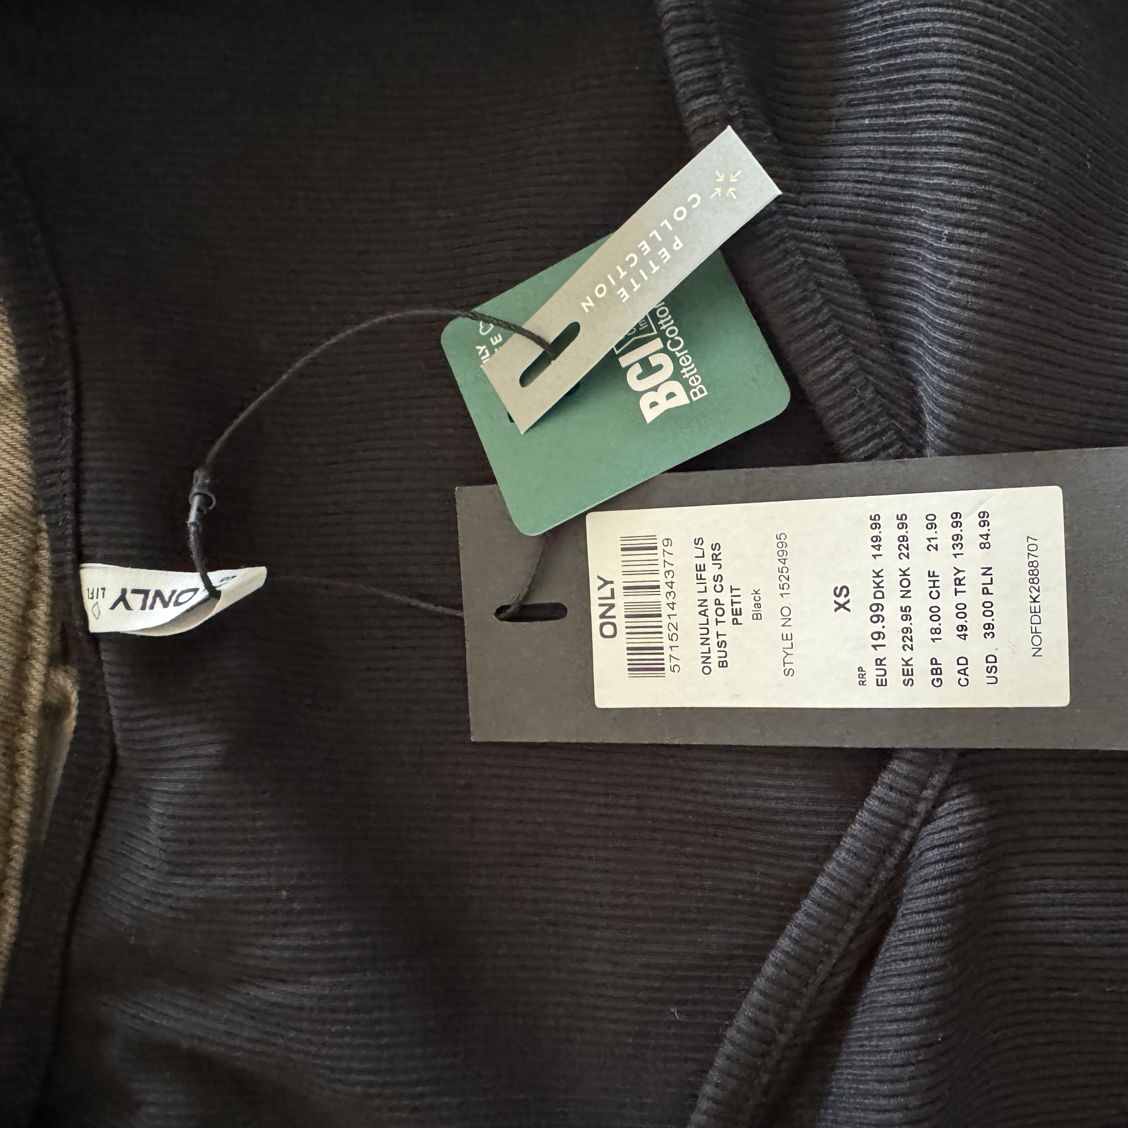 ONLY
5715214343779
ONLNULAN LIFE L/S
BUST TOP CS JRS
PETIT
Black
STYLE NO. 15254995
XS
RRP
EUR 19.99 DKK 149.95
SEK 229.95 NOK 229.95
GBP 18.00 CHF 21.90
CAD 49.00 TRY 139.99
USD. 39.00 PLN 84.99
NOFDEK2888707
PETITE
COLLECTION
BCI
BetterCotto
ONLY